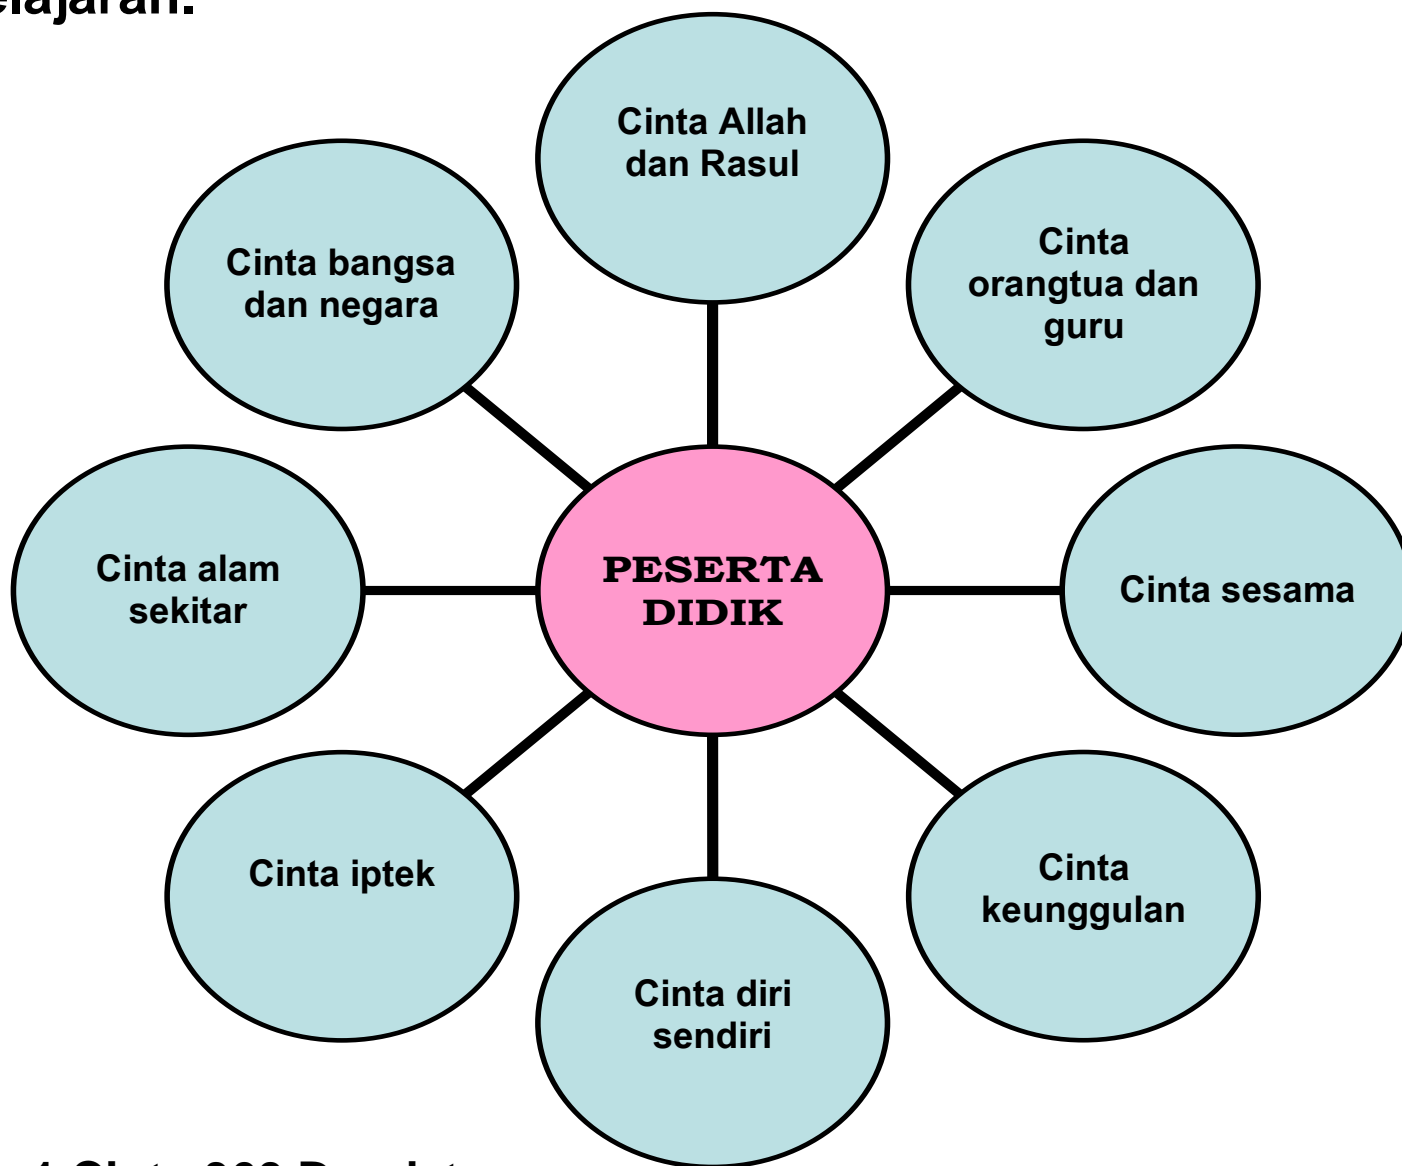 Cinta Allah
dan Rasul
Cinta
orangtua dan
guru
Cinta sesama
Cinta
keunggulan
Cinta diri
sendiri
Cinta iptek
Cinta alam
sekitar
Cinta bangsa
dan negara
PESERTA
DIDIK